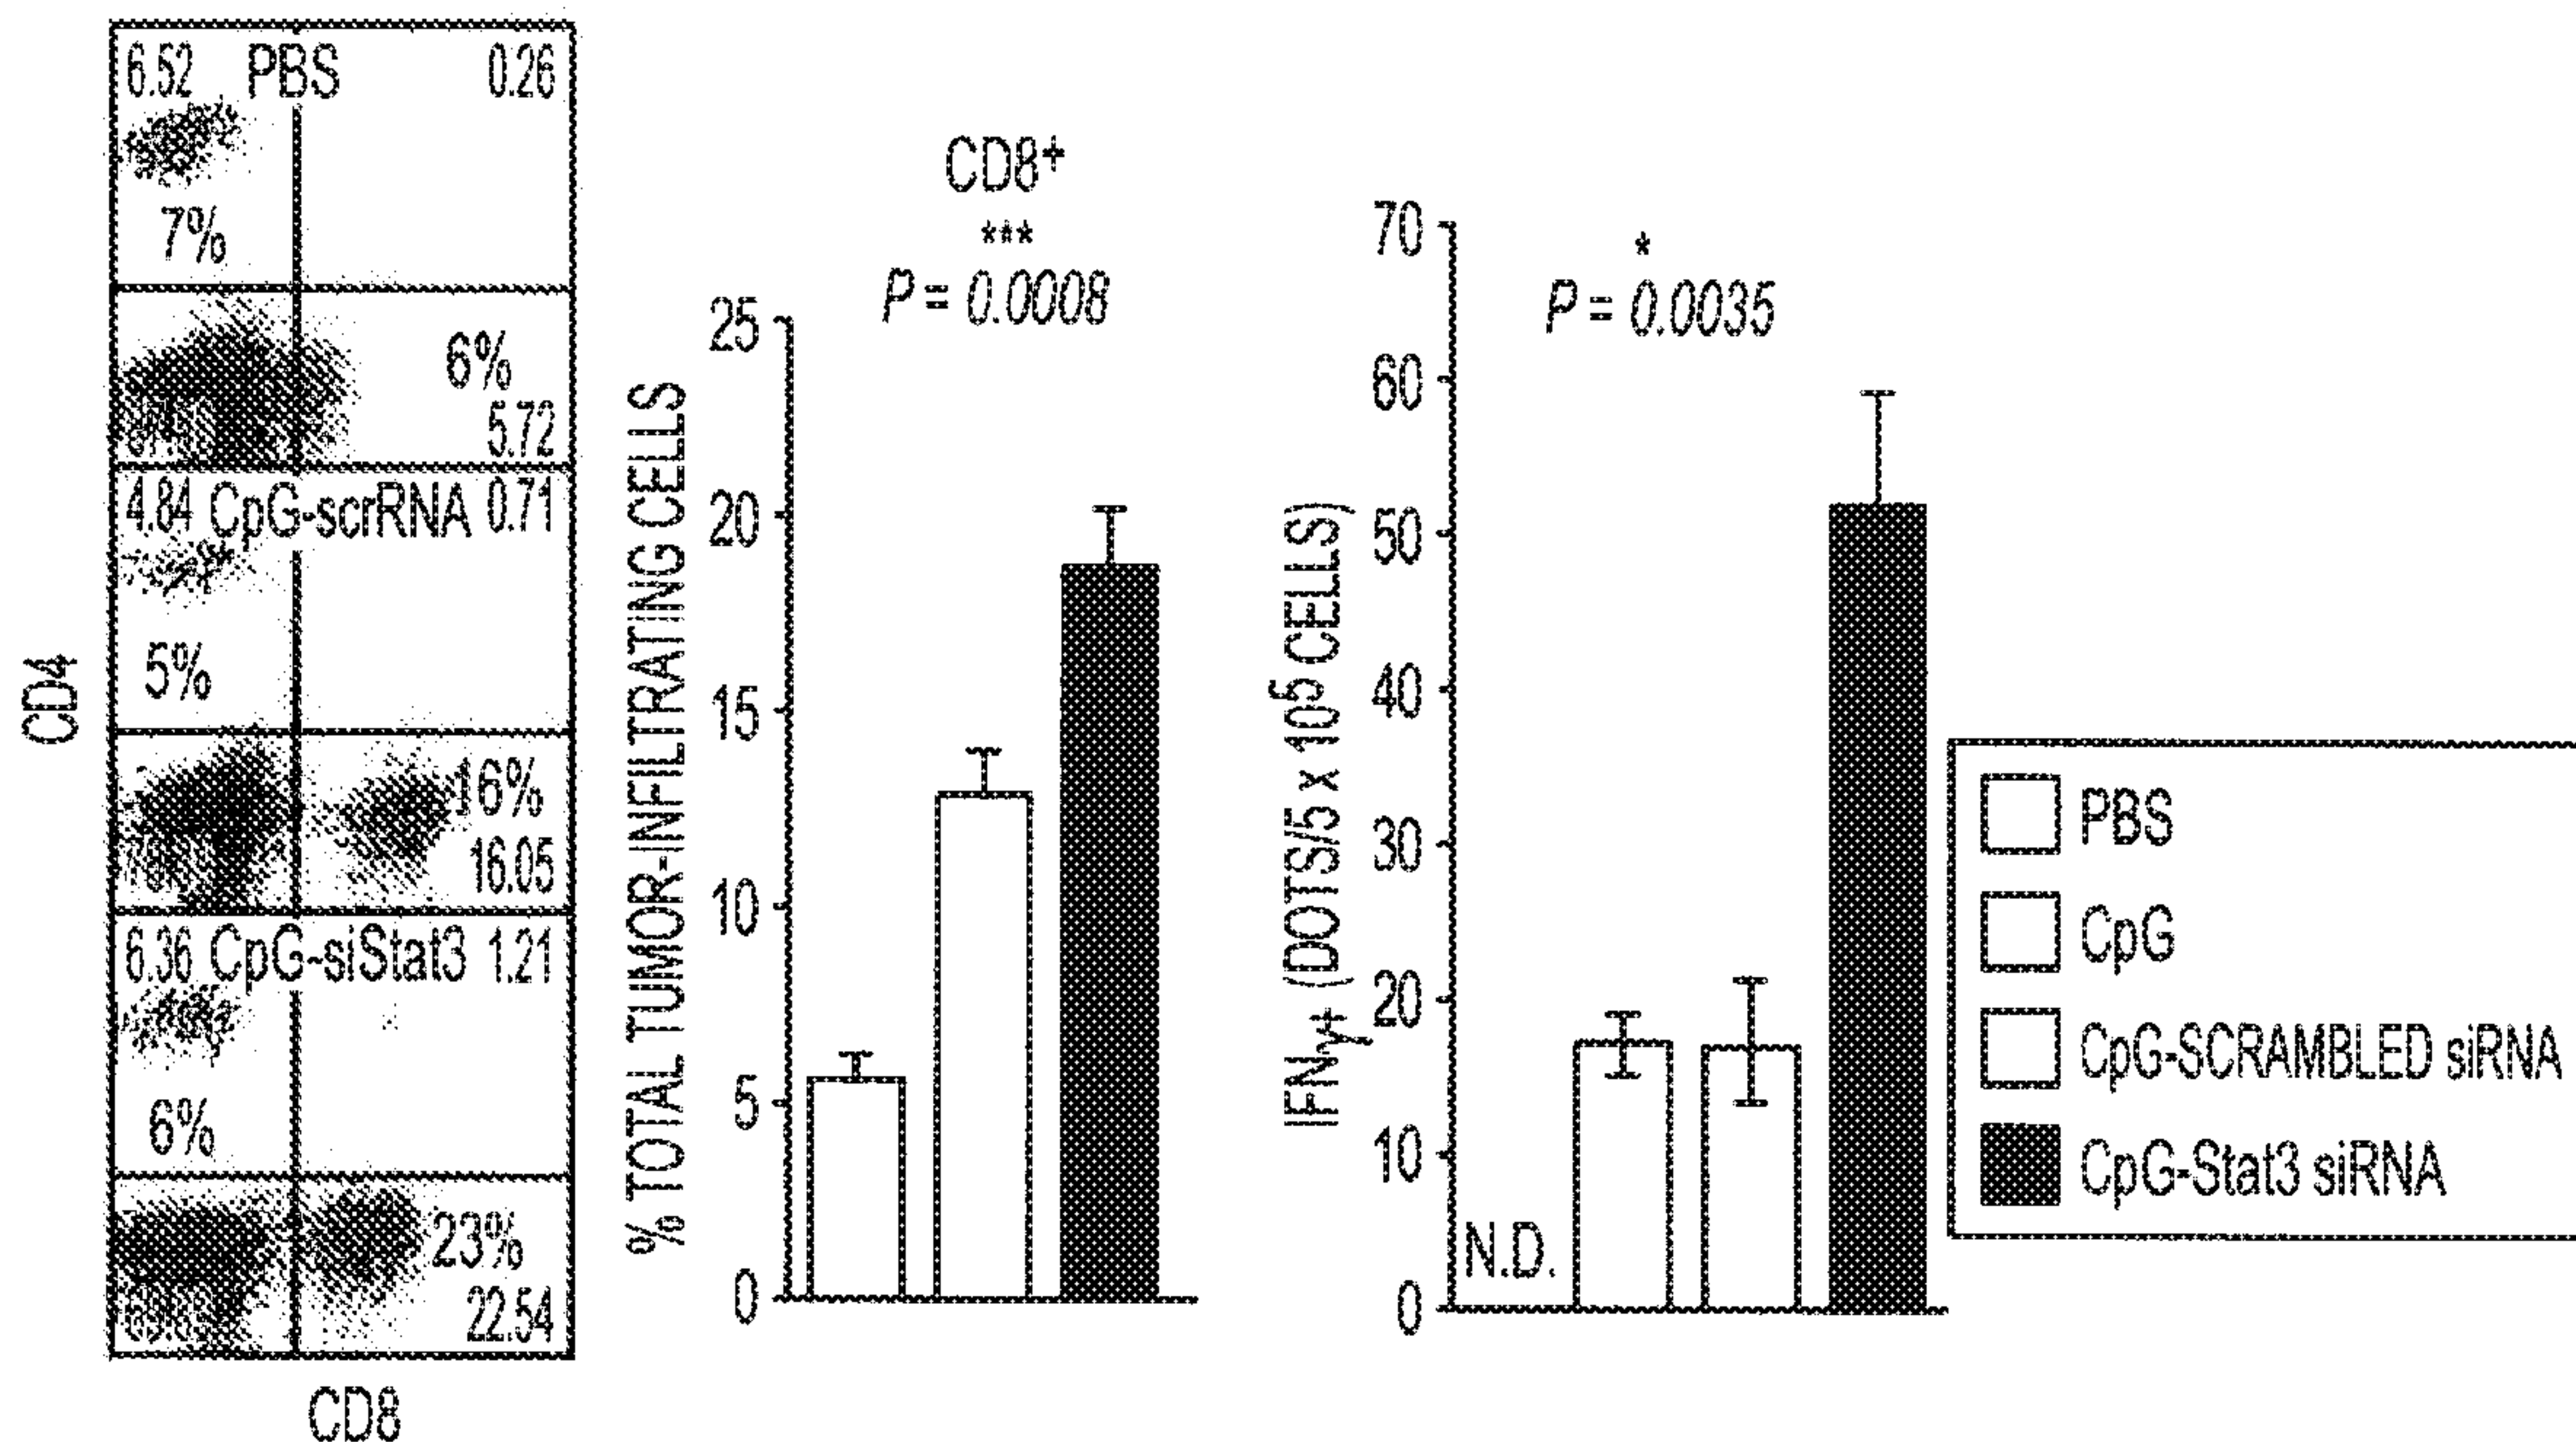 6.52 PBS 0.26
7%
6%
5.72
4.84 CpG-scrRNA 0.71
5%
16%
16.05
6.36 CpG-siStat3 1.21
6%
23%
22.54
CD4
CD8
CD8+
***
P = 0.0008
% TOTAL TUMOR-INFILTRATING CELLS
25
20
15
10
5
0
*
P = 0.0035
IFNγ+ (DOTS/5 x 10⁵ CELLS)
70
60
50
40
30
20
10
0
N.D.
PBS
CpG
CpG-SCRAMBLED siRNA
CpG-Stat3 siRNA